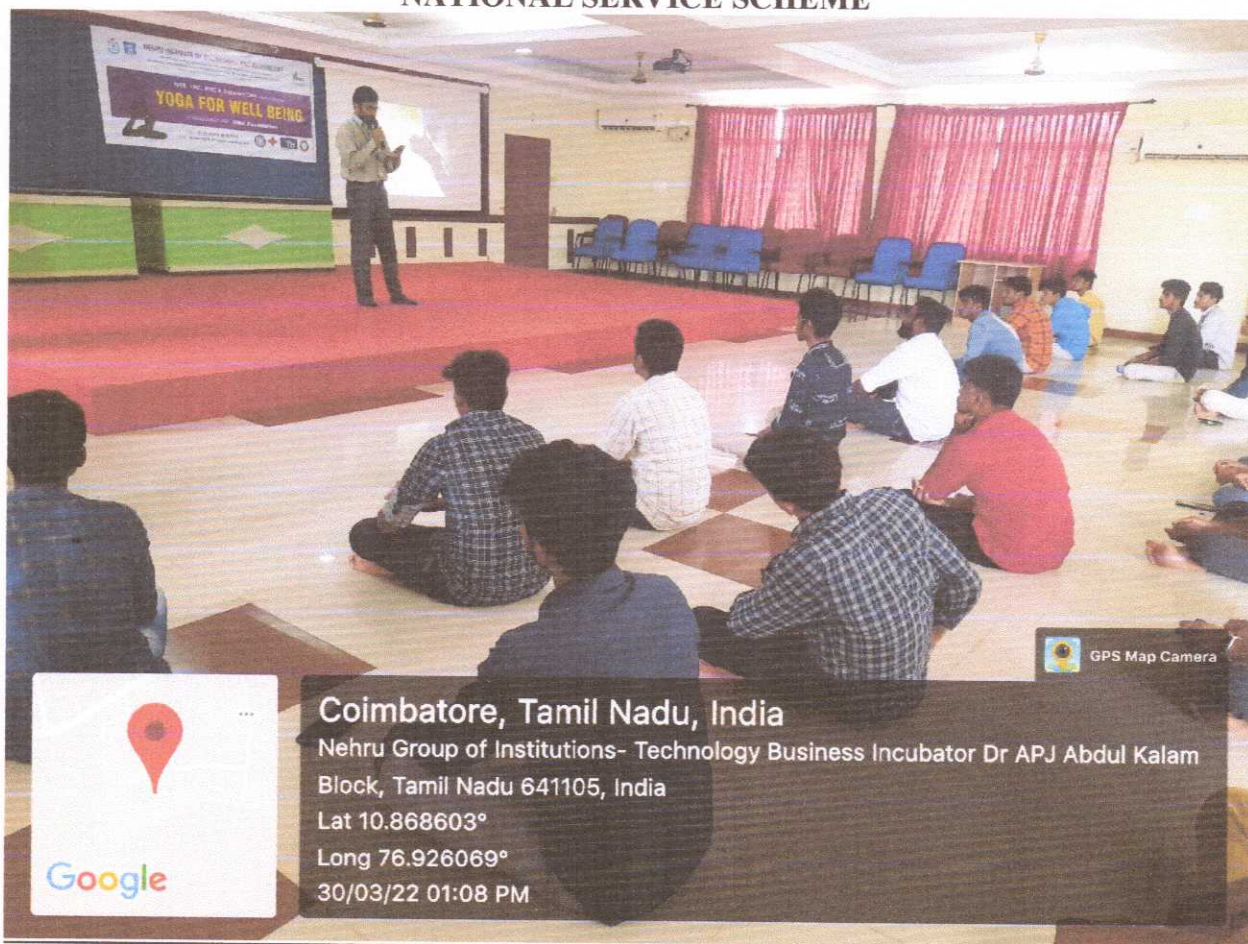 NATIONAL SERVICE SCHEME
YOGA FOR WELL BEING
GPS Map Camera
Coimbatore, Tamil Nadu, India
Nehru Group of Institutions- Technology Business Incubator Dr APJ Abdul Kalam
Block, Tamil Nadu 641105, India
Lat 10.868603°
Long 76.926069°
30/03/22 01:08 PM
Google